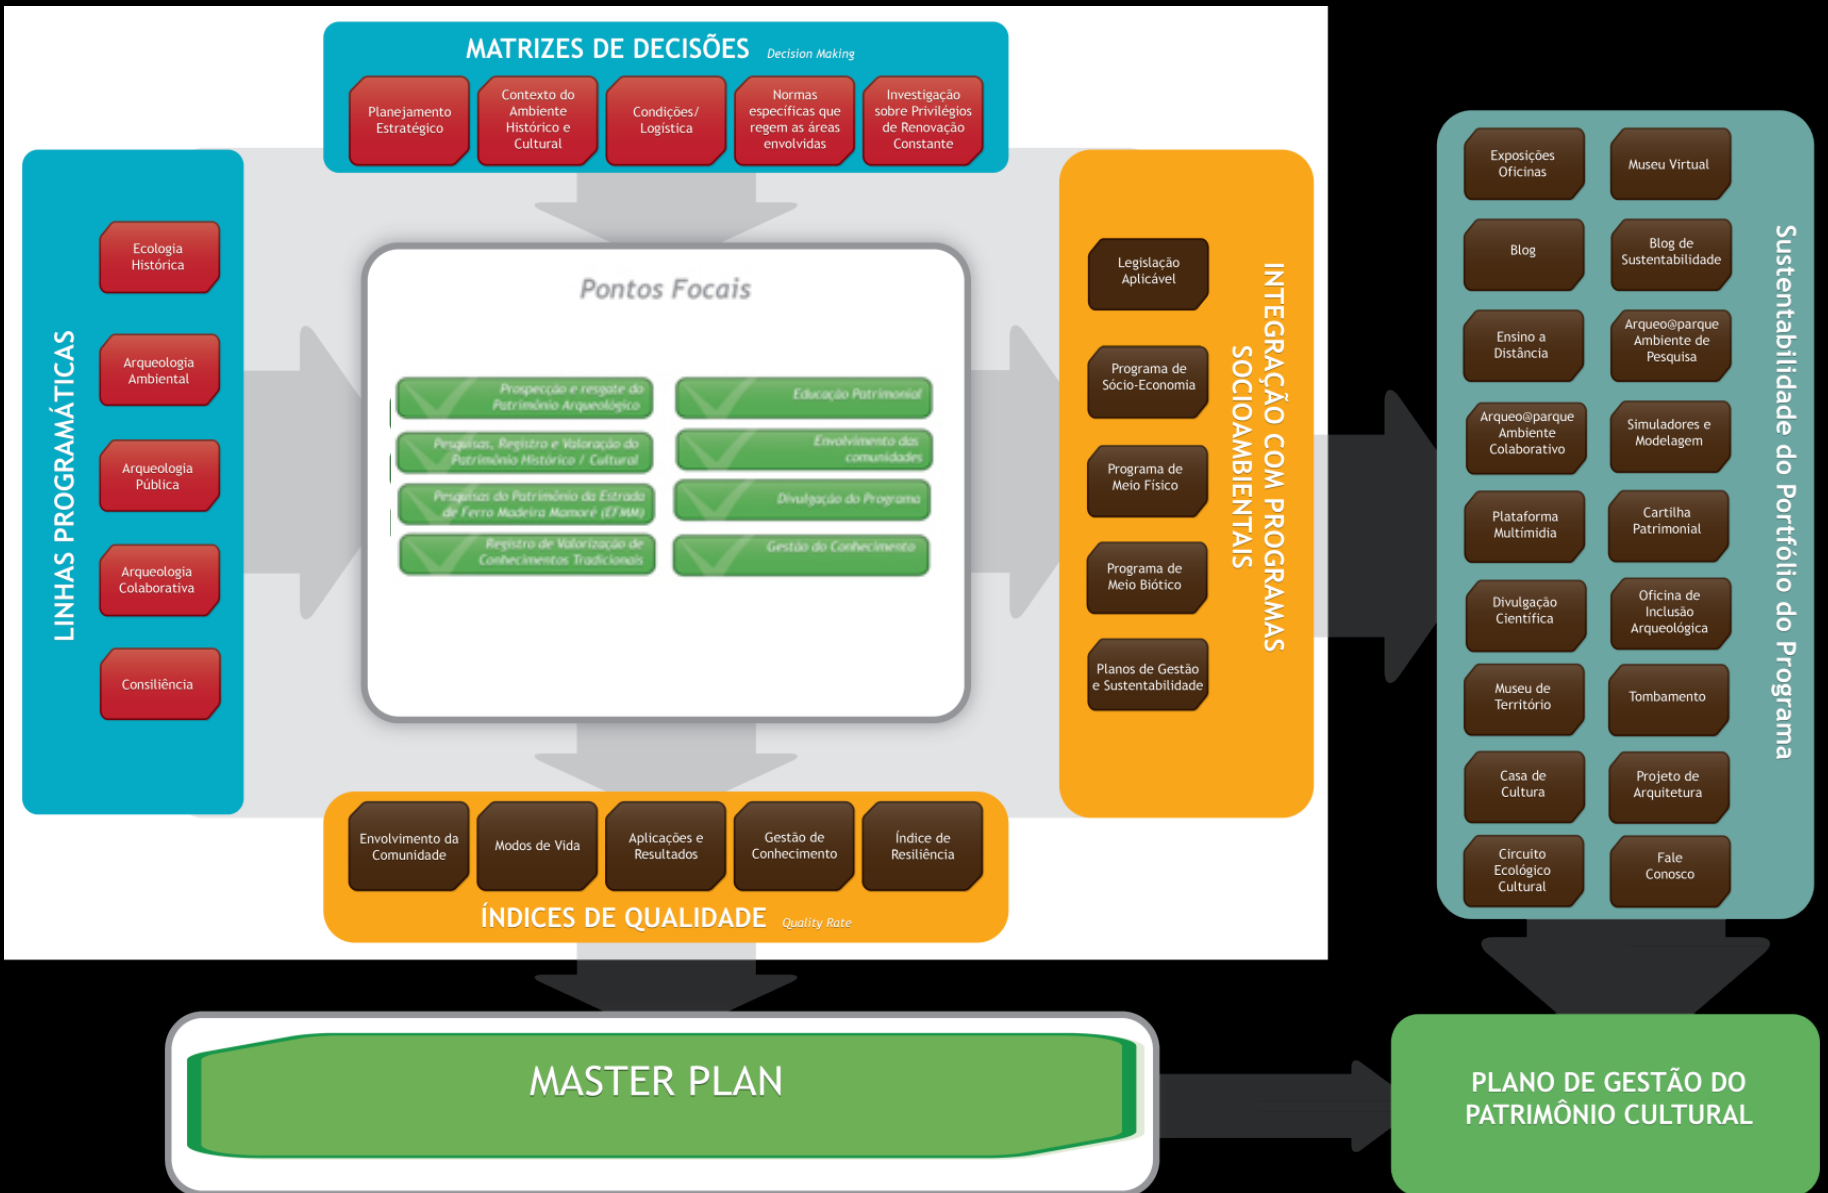 MATRIZES DE DECISÕES Decision Making
Planejamento
Estratégico
Contexto do
Ambiente
Histórico e
Cultural
Condições/
Logística
Normas
específicas que
regem as áreas
envolvidas
Investigação
sobre Privilégios
de Renovação
Constante
LINHAS PROGRAMÁTICAS
Ecologia
Histórica
Arqueologia
Ambiental
Arqueologia
Pública
Arqueologia
Colaborativa
Consiliência
Pontos Focais
Prospecção e resgate do
Patrimônio Arqueológico
Pesquisas, Registro e Valoração do
Patrimônio Histórico / Cultural
Pesquisas do Patrimônio da Estrada
de Ferro Madeira Mamoré (EFMM)
Registro de Valorização de
Conhecimentos Tradicionais
Educação Patrimonial
Envolvimento das
comunidades
Divulgação do Programa
Gestão do Conhecimento
INTEGRAÇÃO COM PROGRAMAS
SOCIOAMBIENTAIS
Legislação
Aplicável
Programa de
Sócio-Economia
Programa de
Meio Físico
Programa de
Meio Biótico
Planos de Gestão
e Sustentabilidade
Envolvimento da
Comunidade
Modos de Vida
Aplicações e
Resultados
Gestão de
Conhecimento
Índice de
Resiliência
ÍNDICES DE QUALIDADE Quality Rate
Sustentabilidade do Portfólio do Programa
Exposições
Oficinas
Museu Virtual
Blog
Blog de
Sustentabilidade
Ensino a
Distância
Arqueo@parque
Ambiente de
Pesquisa
Arqueo@parque
Ambiente
Colaborativo
Simuladores e
Modelagem
Plataforma
Multimidia
Cartilha
Patrimonial
Divulgação
Científica
Oficina de
Inclusão
Arqueológica
Museu de
Território
Tombamento
Casa de
Cultura
Projeto de
Arquitetura
Circuito
Ecológico
Cultural
Fale
Conosco
MASTER PLAN
PLANO DE GESTÃO DO
PATRIMÔNIO CULTURAL